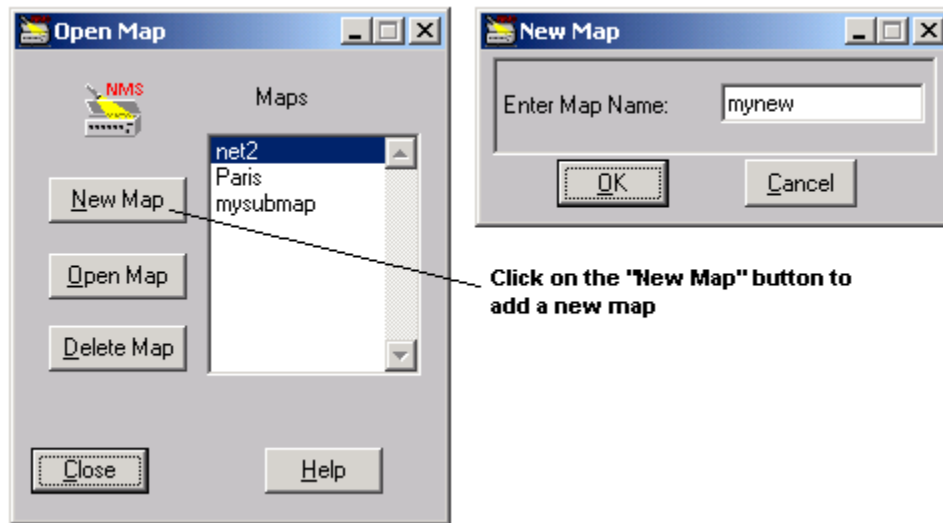 Open Map
NMS
Maps
net2
Paris
mysubmap
New Map
Open Map
Delete Map
Close
Help
New Map
Enter Map Name:
mynew
OK
Cancel
Click on the "New Map" button to
add a new map